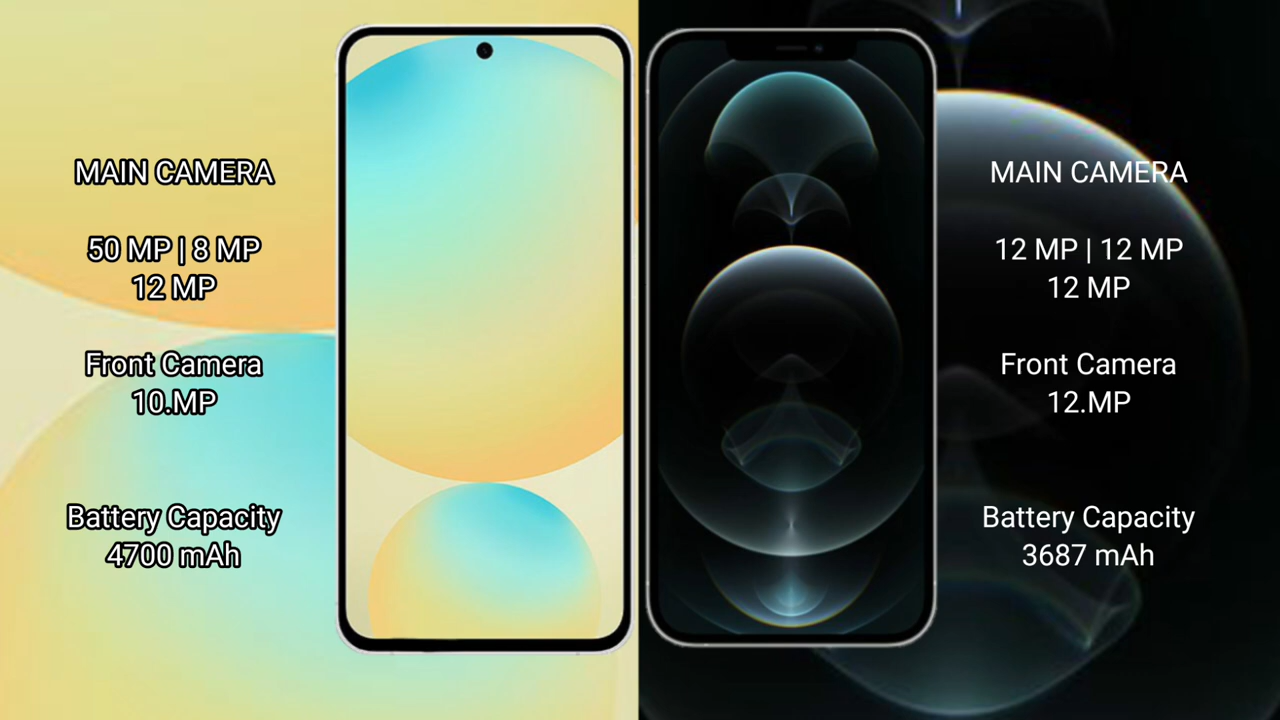 MAIN CAMERA
50 MP | 8 MP
12 MP
Front Camera
10.MP
Battery Capacity
4700 mAh
MAIN CAMERA
12 MP | 12 MP
12 MP
Front Camera
12.MP
Battery Capacity
3687 mAh